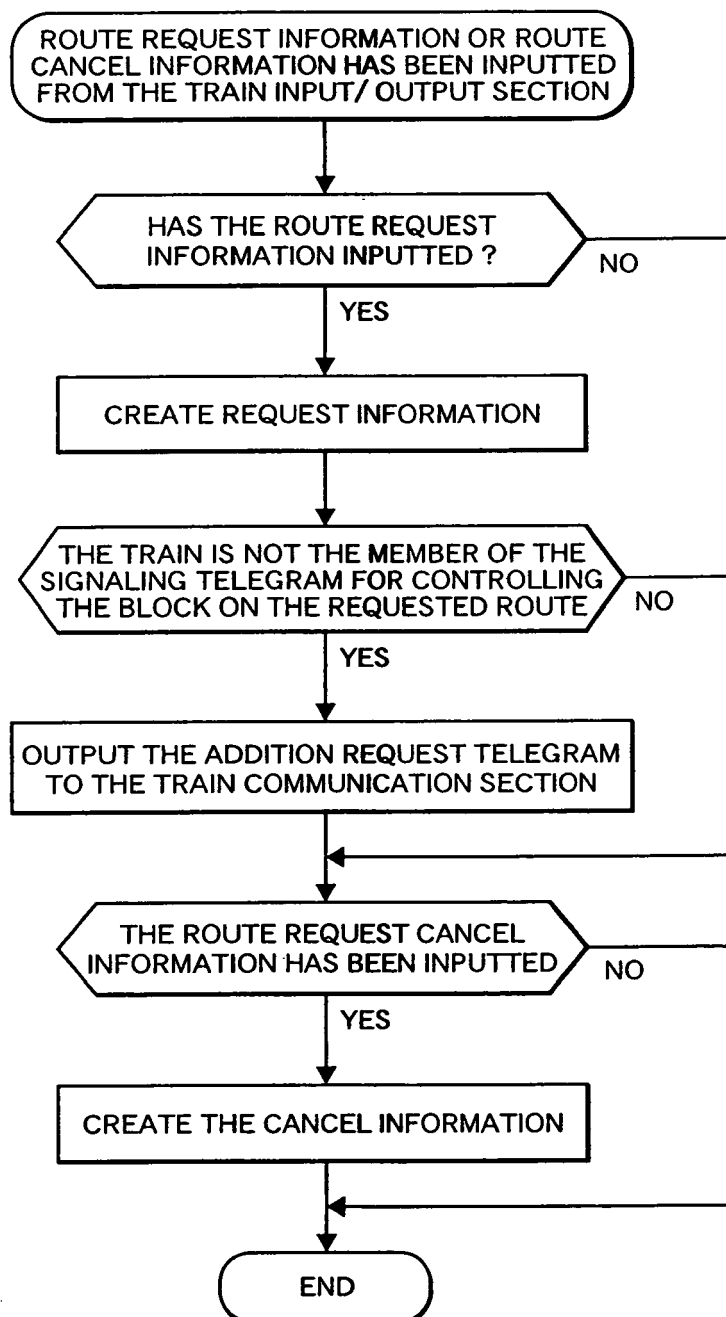 ROUTE REQUEST INFORMATION OR ROUTE
CANCEL INFORMATION HAS BEEN INPUTTED
FROM THE TRAIN INPUT/ OUTPUT SECTION
HAS THE ROUTE REQUEST
INFORMATION INPUTTED ?
NO
YES
CREATE REQUEST INFORMATION
THE TRAIN IS NOT THE MEMBER OF THE
SIGNALING TELEGRAM FOR CONTROLLING
THE BLOCK ON THE REQUESTED ROUTE
NO
YES
OUTPUT THE ADDITION REQUEST TELEGRAM
TO THE TRAIN COMMUNICATION SECTION
THE ROUTE REQUEST CANCEL
INFORMATION HAS BEEN INPUTTED
NO
YES
CREATE THE CANCEL INFORMATION
END